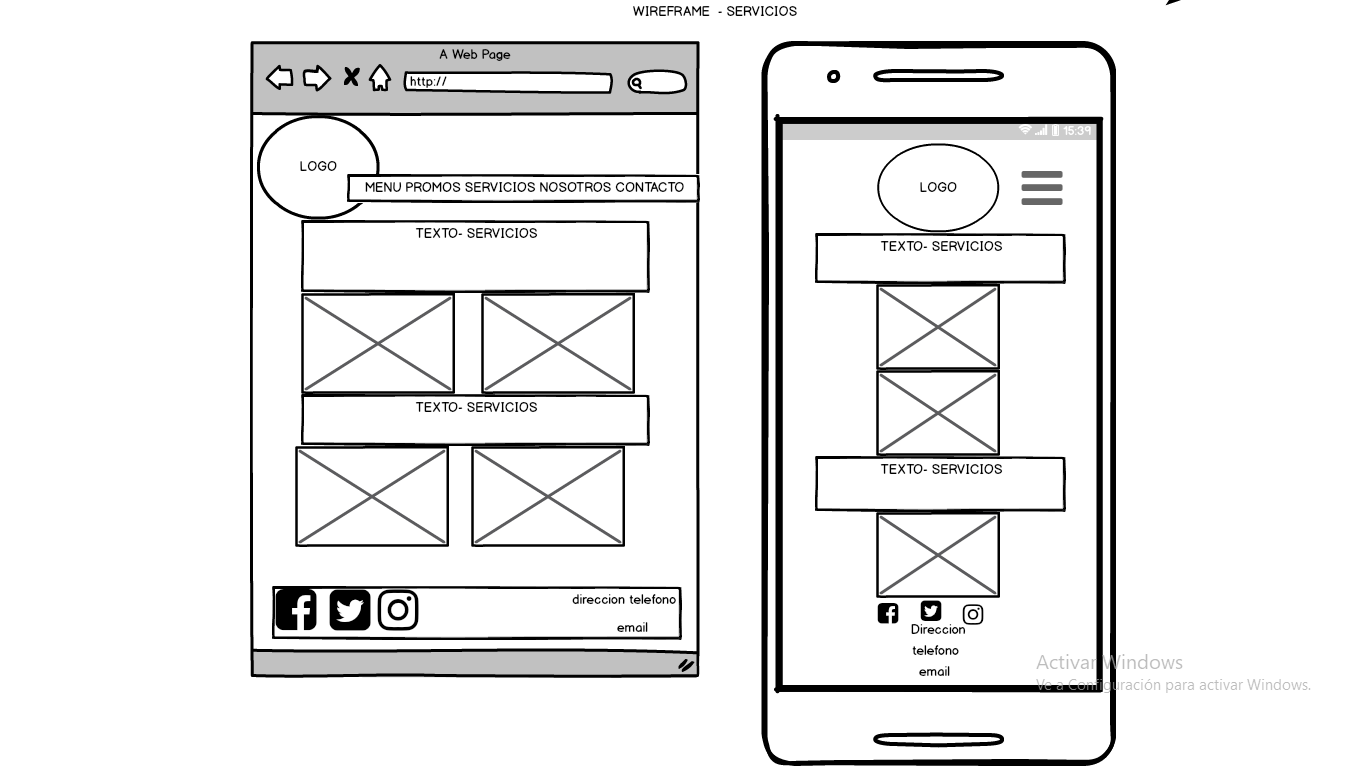 WIREFRAME - SERVICIOS
A Web Page
http://
LOGO
MENU PROMOS SERVICIOS NOSOTROS CONTACTO
TEXTO- SERVICIOS
TEXTO- SERVICIOS
direccion telefono
email
15:39
LOGO
TEXTO- SERVICIOS
TEXTO- SERVICIOS
Direccion
telefono
email
Activar Windows
Ve a Configuración para activar Windows.